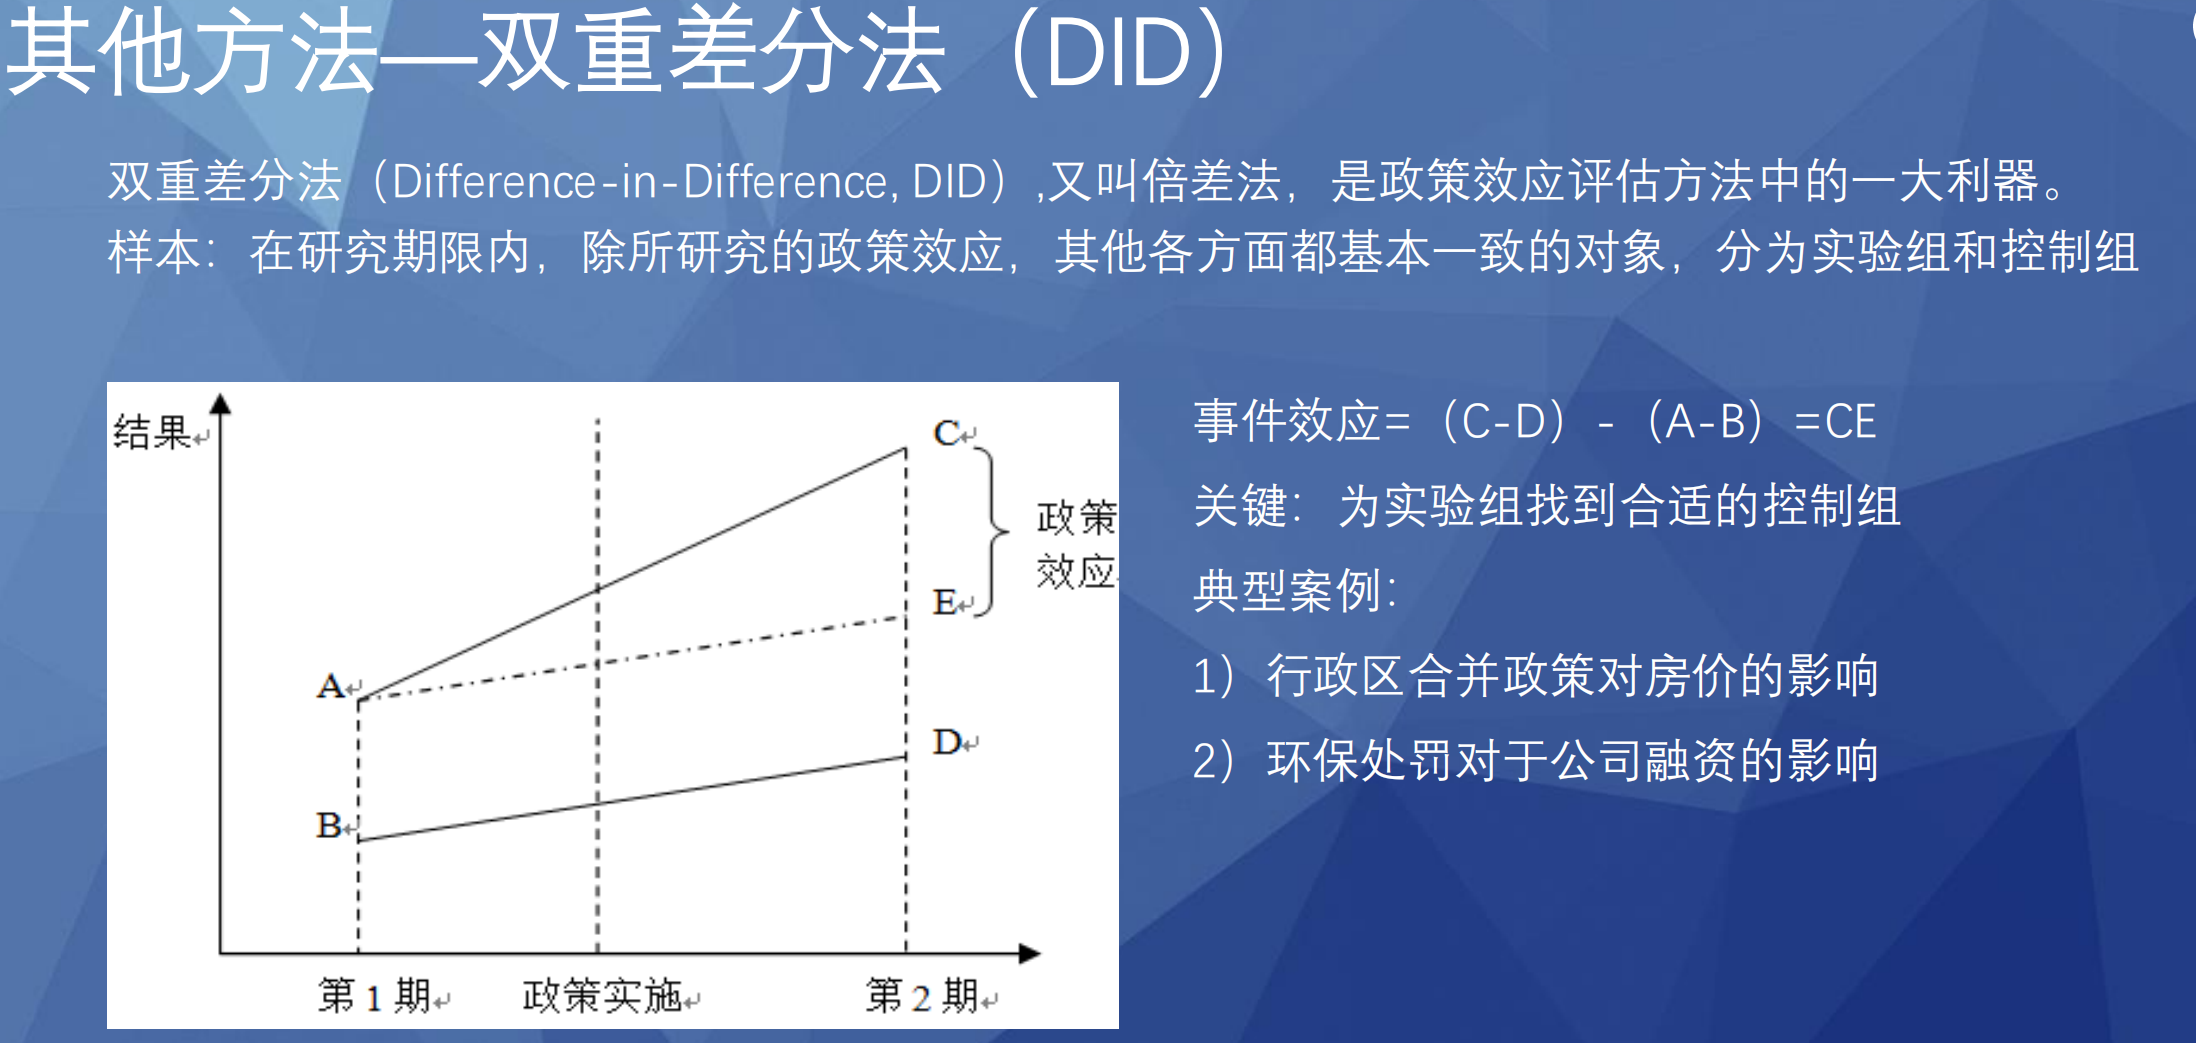 其他方法—双重差分法（DID）
双重差分法（Difference-in-Difference, DID）,又叫倍差法，是政策效应评估方法中的一大利器。
样本：在研究期限内，除所研究的政策效应，其他各方面都基本一致的对象，分为实验组和控制组
结果
C
政策
效应
E
A
D
B
第 1 期
政策实施
第 2 期
事件效应=（C-D）-（A-B）=CE
关键：为实验组找到合适的控制组
典型案例：
1）行政区合并政策对房价的影响
2）环保处罚对于公司融资的影响